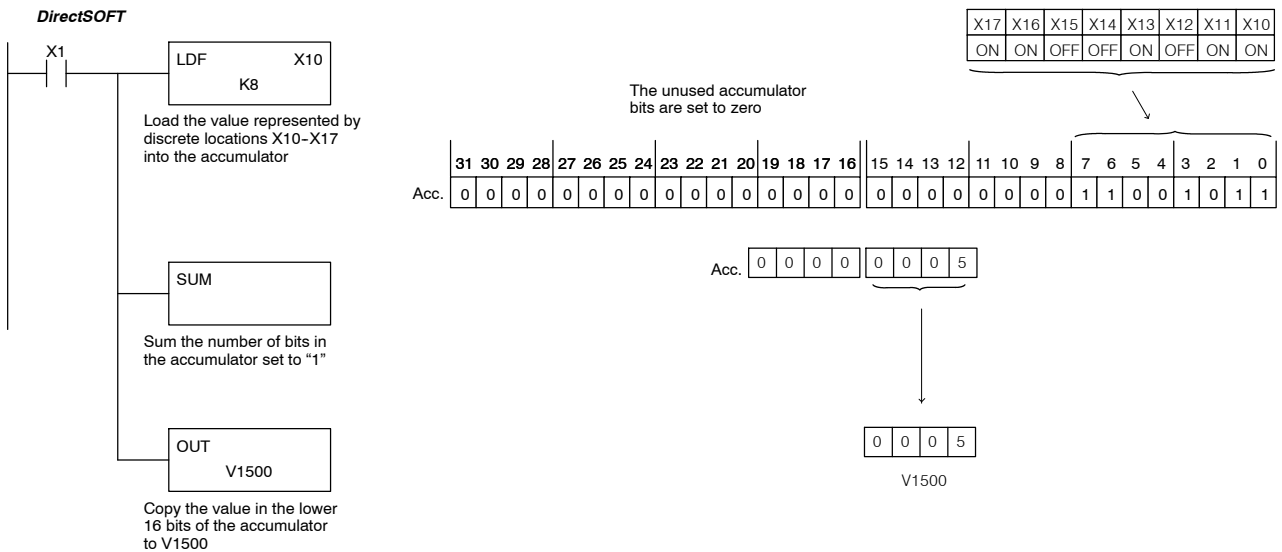 DirectSOFT
X1
LDF X10
K8
Load the value represented by
discrete locations X10-X17
into the accumulator
SUM
Sum the number of bits in
the accumulator set to “1”
OUT
V1500
Copy the value in the lower
16 bits of the accumulator
to V1500
X17 X16 X15 X14 X13 X12 X11 X10
ON ON OFF OFF ON OFF ON ON
The unused accumulator
bits are set to zero
31 30 29 28 27 26 25 24 23 22 21 20 19 18 17 16 15 14 13 12 11 10 9 8 7 6 5 4 3 2 1 0
Acc. 0 0 0 0 0 0 0 0 0 0 0 0 0 0 0 0 0 0 0 0 0 0 0 0 1 1 0 0 1 0 1 1
Acc. 0 0 0 0 0 0 0 5
0 0 0 5
V1500